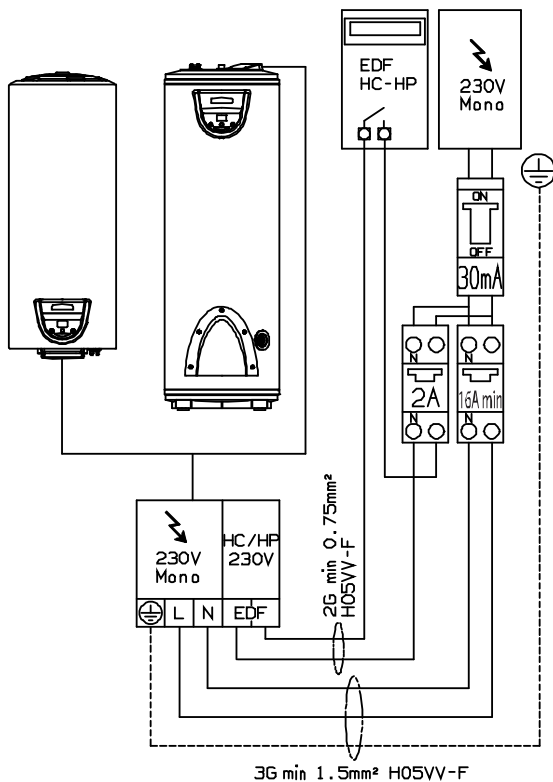 EDF
HC-HP
230V
Mono
ON
OFF
30mA
N
N
2A
16A min
N
N
230V
Mono
HC/HP
230V
L
N
EDF
2G min 0.75mm²
H05VV-F
3G min 1.5mm² H05VV-F